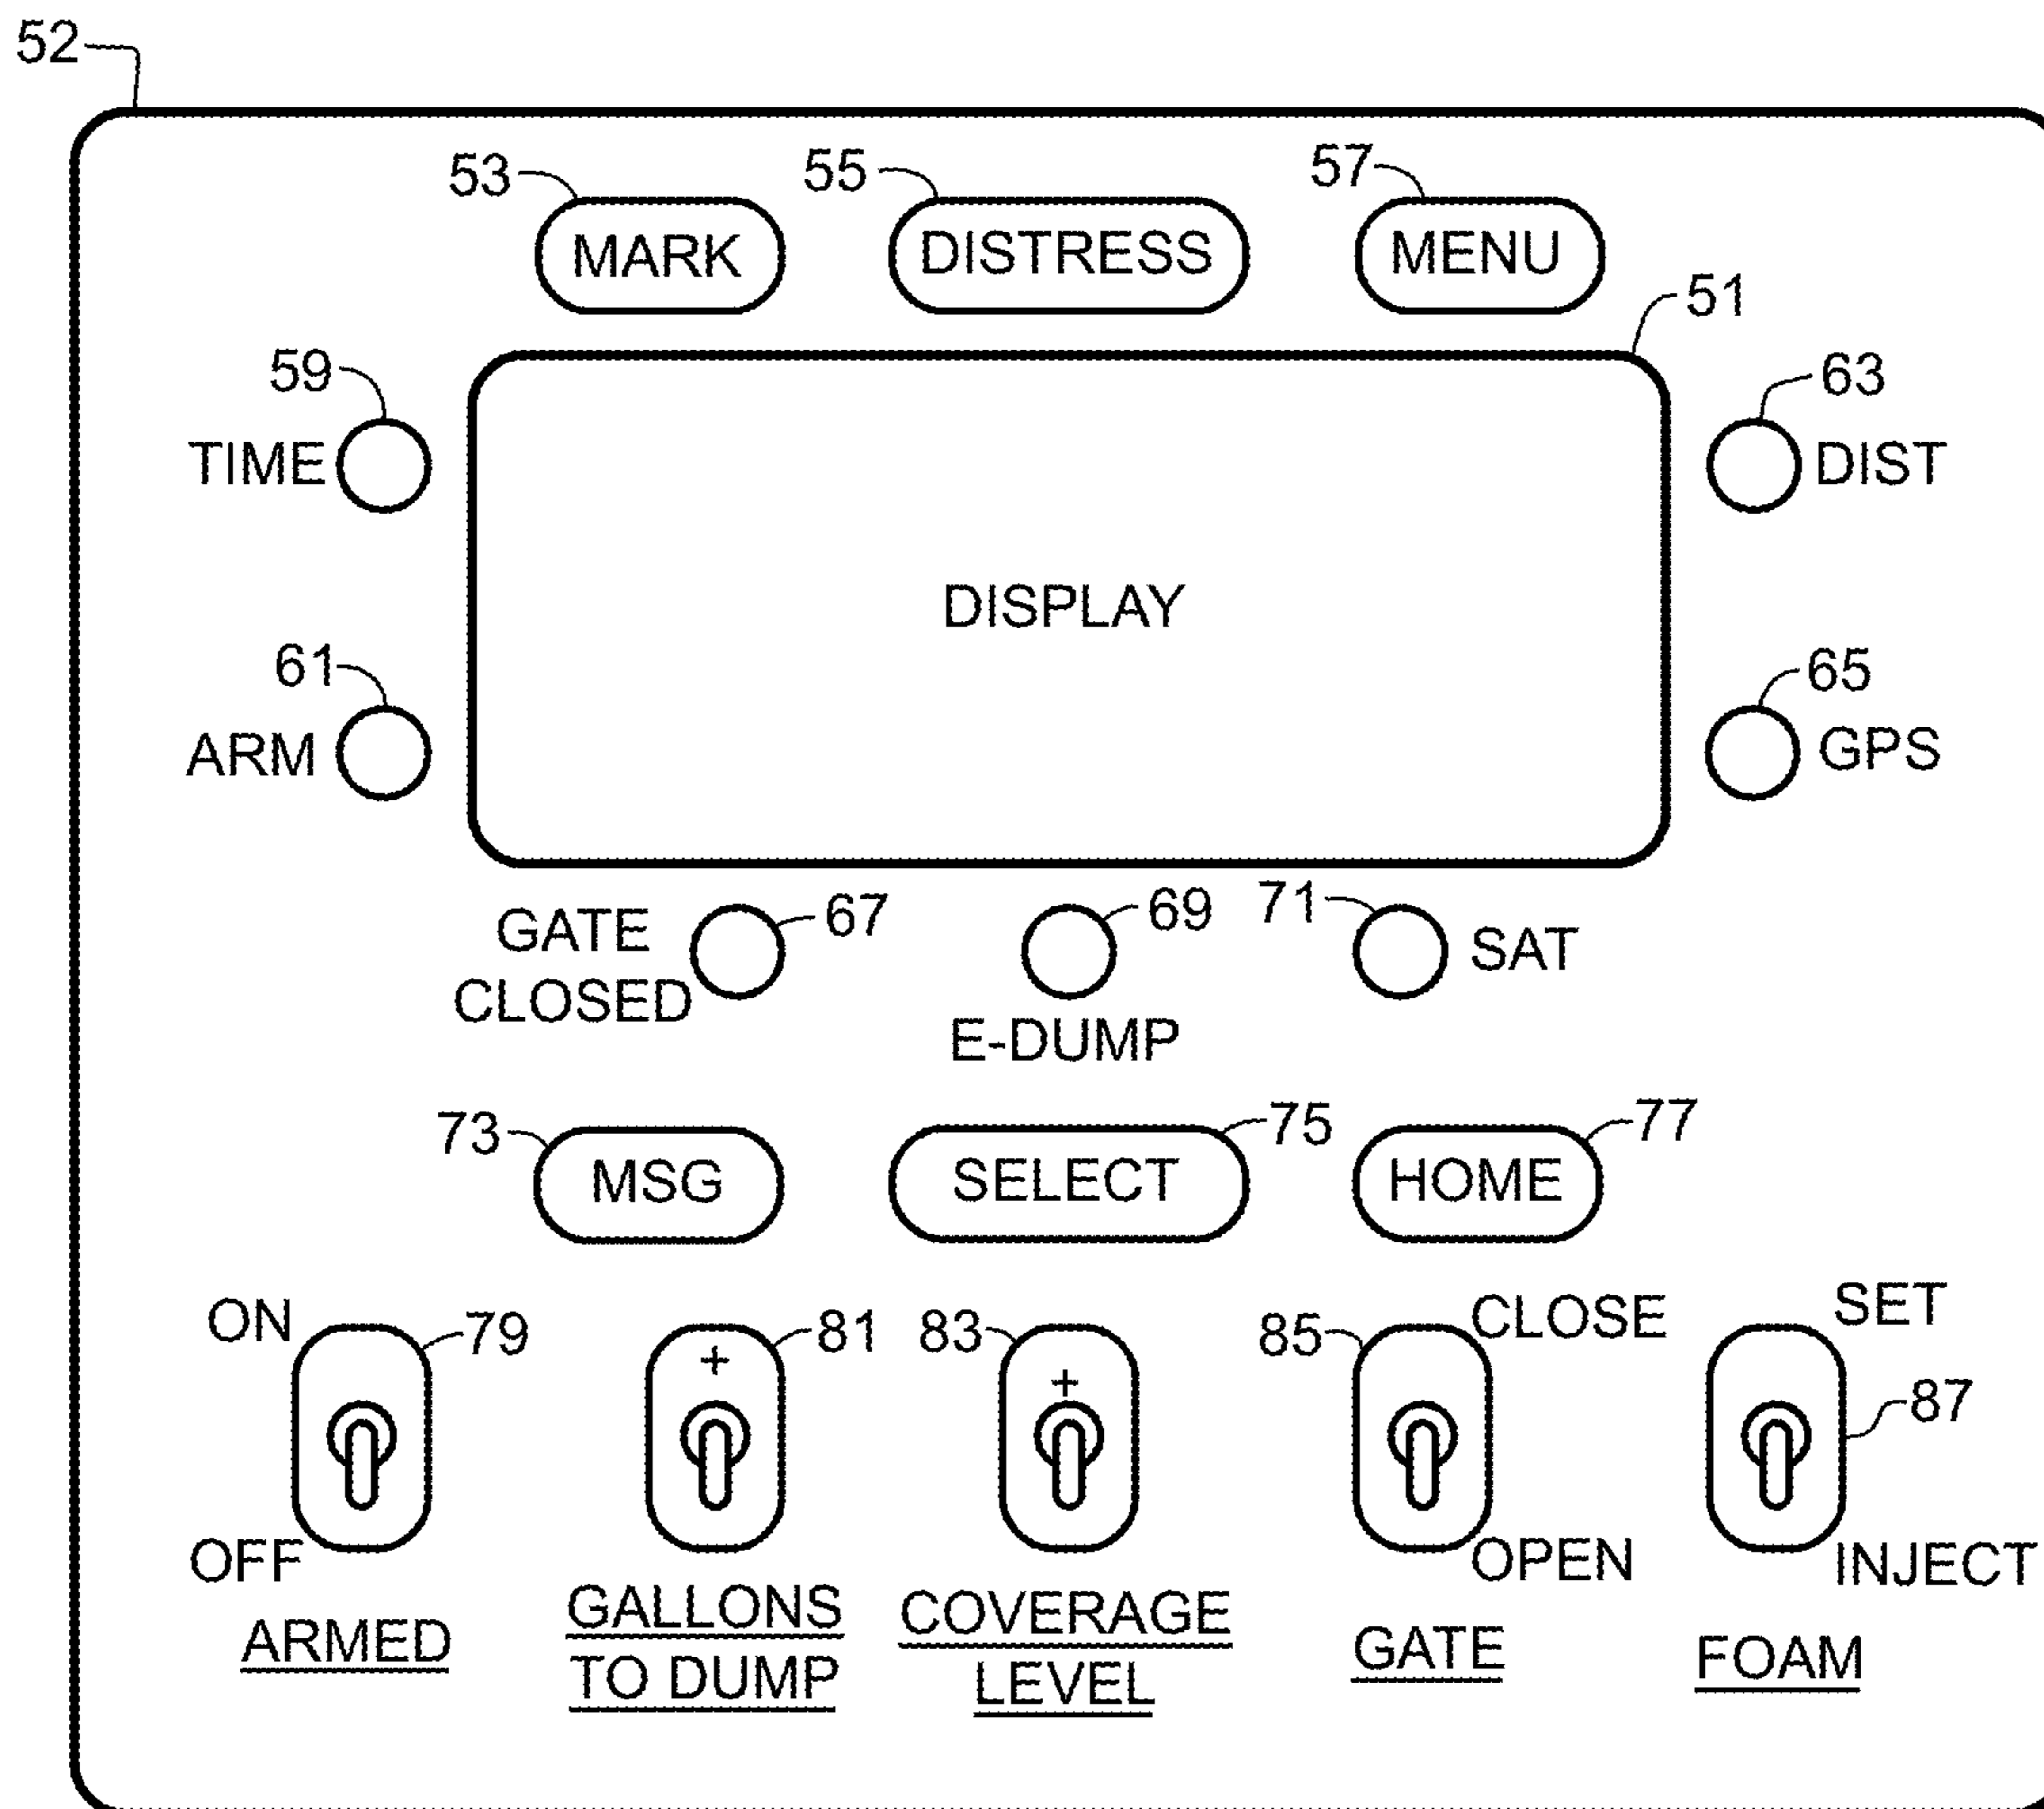 52
53
55
57
MARK
DISTRESS
MENU
51
59
63
TIME
DIST
DISPLAY
61
65
ARM
GPS
67
69
71
GATE
CLOSED
SAT
E-DUMP
73
75
77
MSG
SELECT
HOME
ON
79
+
81
83
+
85
CLOSE
SET
87
OFF
OPEN
INJECT
ARMED
GALLONS
TO DUMP
COVERAGE
LEVEL
GATE
FOAM